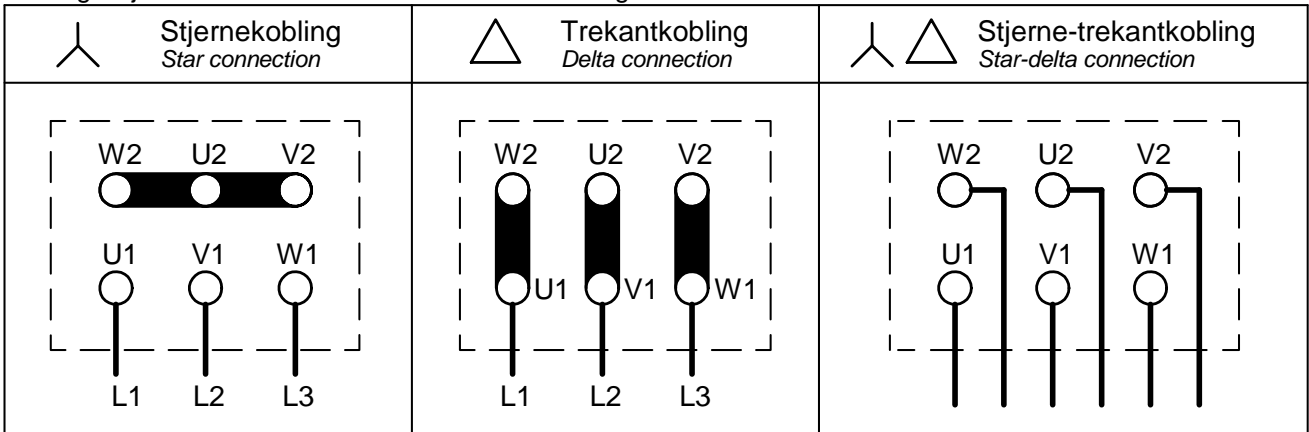 Stjernekobling
Star connection
W2 U2 V2
U1 V1 W1
L1 L2 L3
Trekantkobling
Delta connection
W2 U2 V2
U1 V1 W1
L1 L2 L3
Stjerne-trekantkobling
Star-delta connection
W2 U2 V2
U1 V1 W1